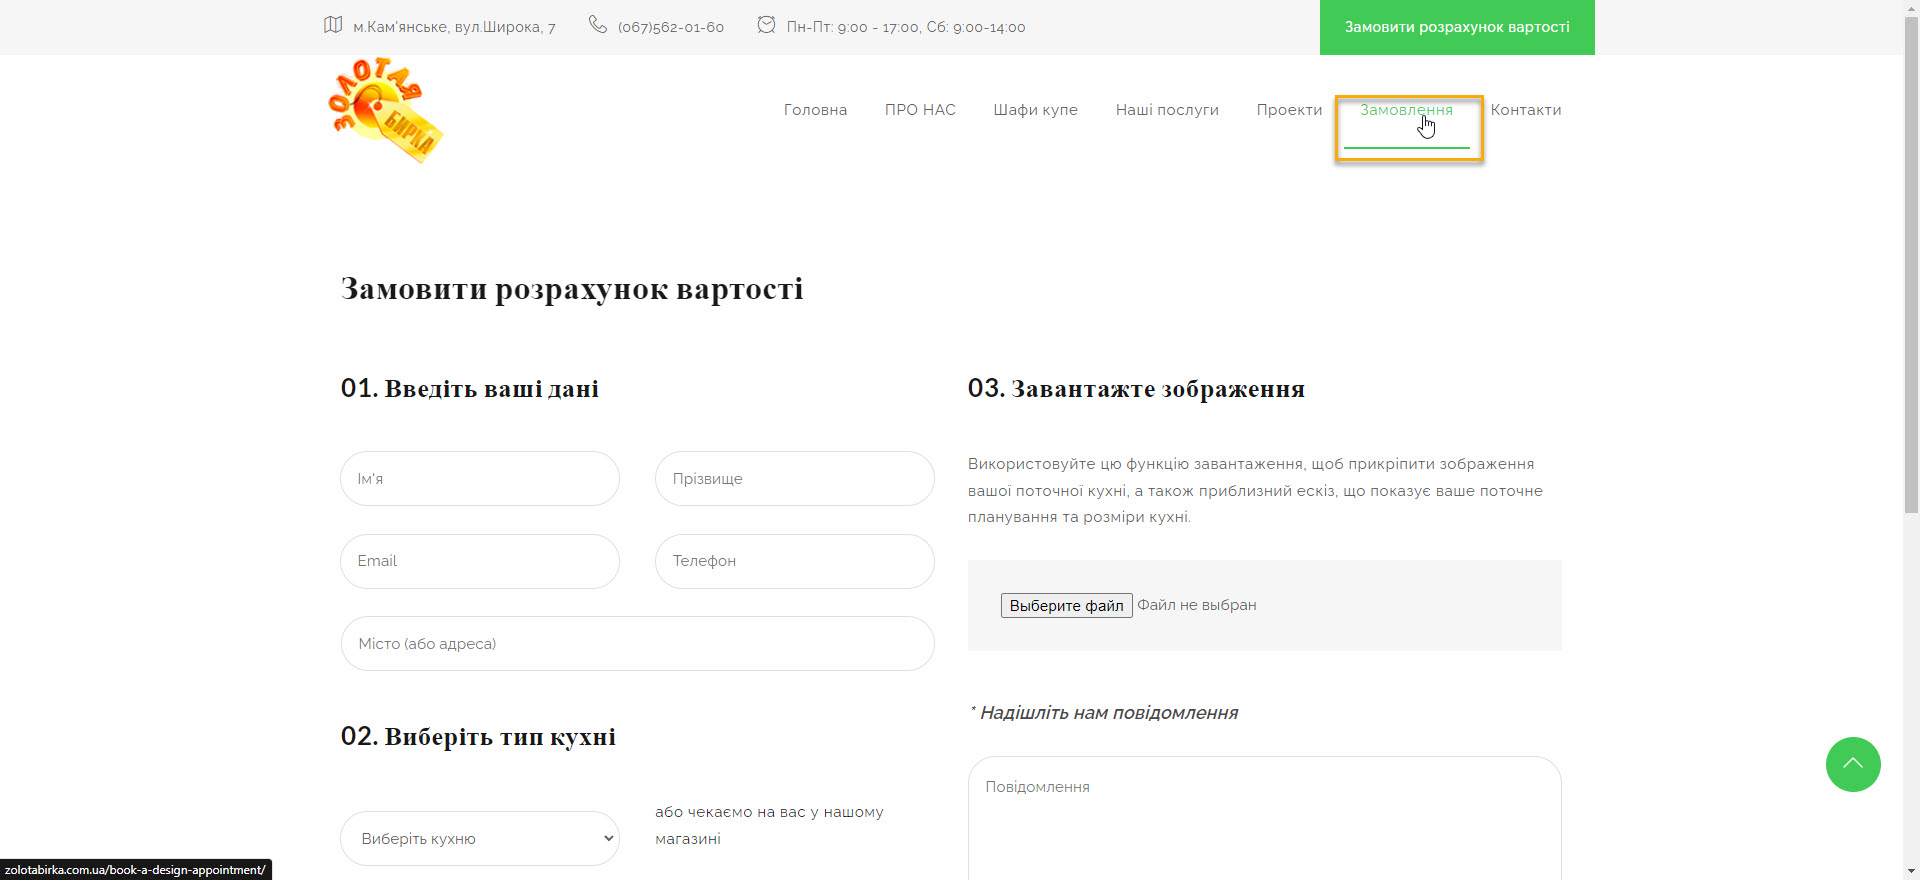 м.Кам'янське, вул.Широка, 7
(067)562-01-60
Пн-Пт: 9:00 - 17:00, Сб: 9:00-14:00
Замовити розрахунок вартості
ЗОЛОТАЯ
БИРКА
Головна
ПРО НАС
Шафи купе
Наші послуги
Проекти
Замовлення
Контакти
Замовити розрахунок вартості
01. Введіть ваші дані
Ім'я
Прізвище
Email
Телефон
Місто (або адреса)
02. Виберіть тип кухні
Виберіть кухню
або чекаємо на вас у нашому
магазині
03. Завантажте зображення
Використовуйте цю функцію завантаження, щоб прикріпити зображення
вашої поточної кухні, а також приблизний ескіз, що показує ваше поточне
планування та розміри кухні.
Выберите файл
Файл не выбран
* Надішліть нам повідомлення
Повідомлення
zolotabirka.com.ua/book-a-design-appointment/